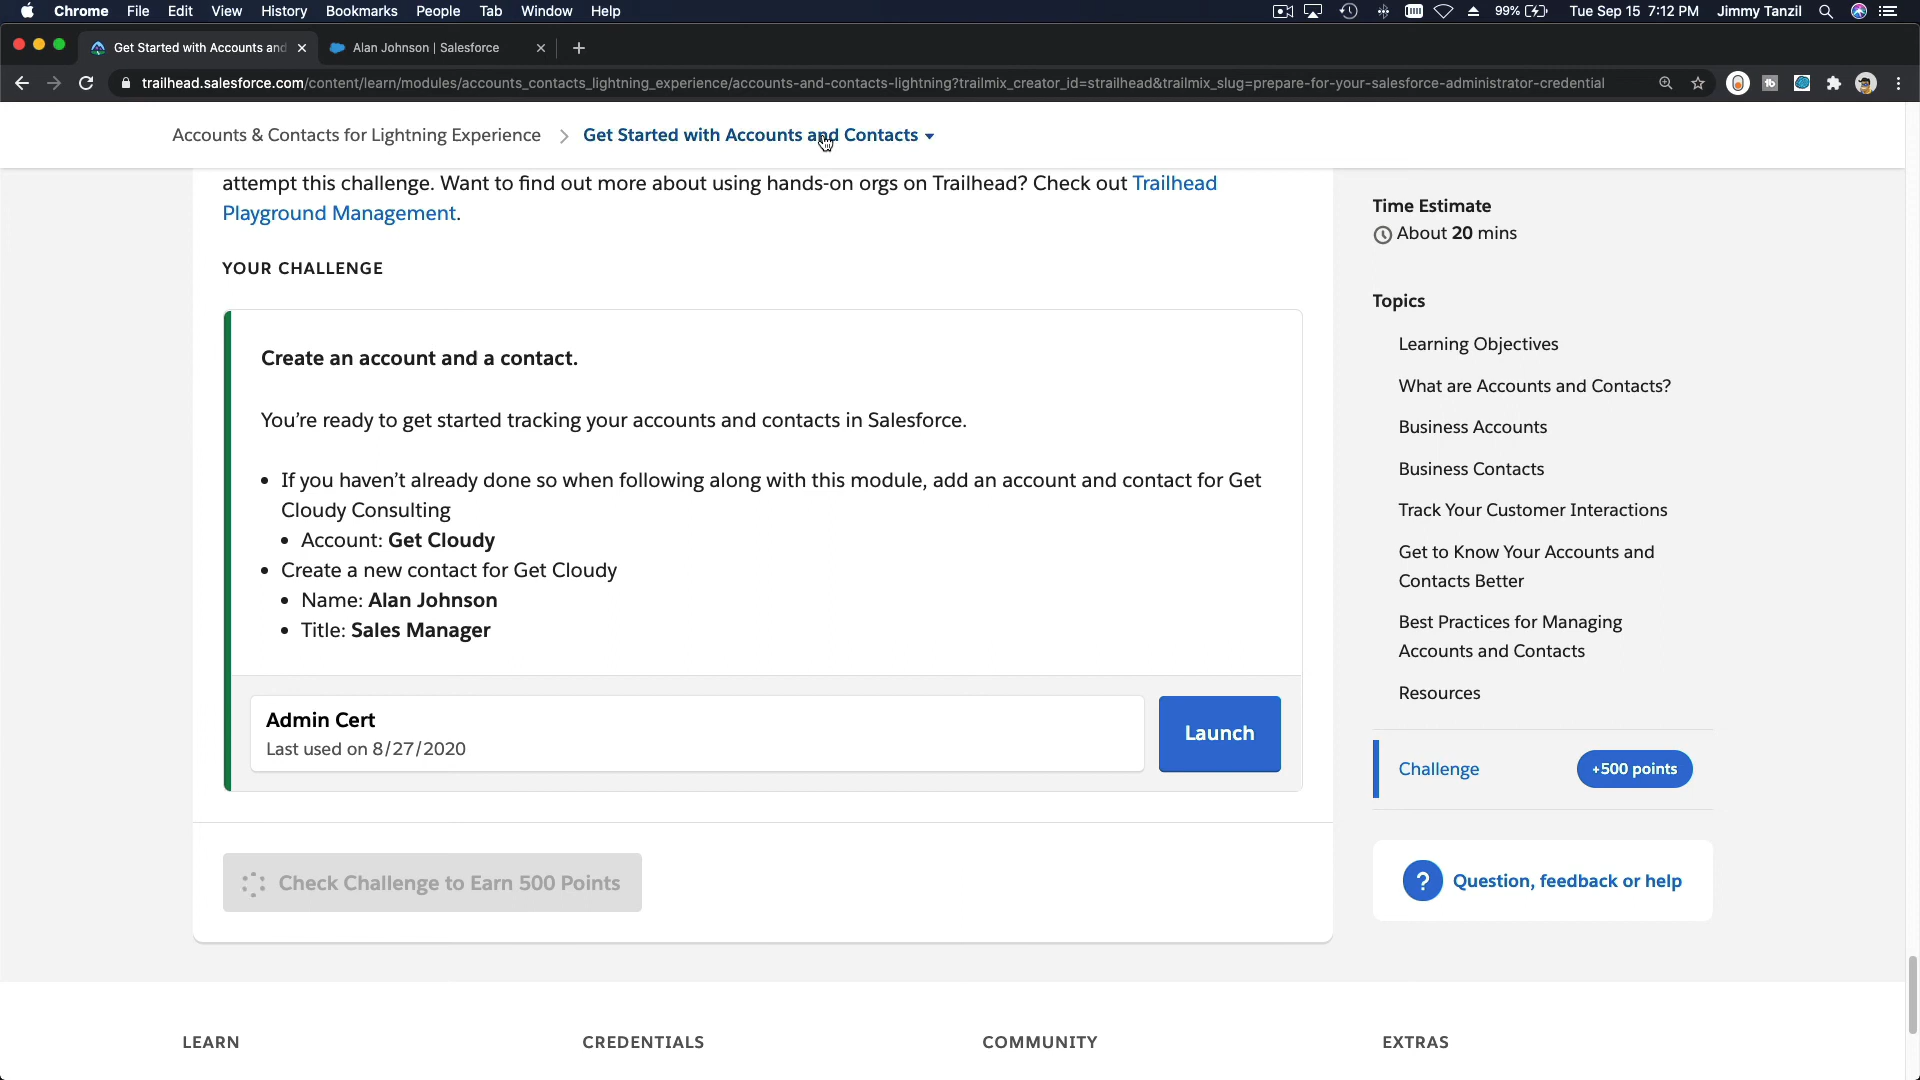 Chrome File Edit View History Bookmarks People Tab Window Help 99% Tue Sep 15 7:12 PM Jimmy Tanzil
Get Started with Accounts and Alan Johnson | Salesforce
trailhead.salesforce.com/content/learn/modules/accounts_contacts_lightning_experience/accounts-and-contacts-lightning?trailmix_creator_id=strailhead&trailmix_slug=prepare-for-your-salesforce-administrator-credential
Accounts & Contacts for Lightning Experience Get Started with Accounts and Contacts
attempt this challenge. Want to find out more about using hands-on orgs on Trailhead? Check out Trailhead
Playground Management.
YOUR CHALLENGE
Create an account and a contact.
You're ready to get started tracking your accounts and contacts in Salesforce.
• If you haven't already done so when following along with this module, add an account and contact for Get
Cloudy Consulting
• Account: Get Cloudy
• Create a new contact for Get Cloudy
• Name: Alan Johnson
• Title: Sales Manager
Admin Cert
Last used on 8/27/2020
Launch
Check Challenge to Earn 500 Points
Time Estimate
About 20 mins
Topics
Learning Objectives
What are Accounts and Contacts?
Business Accounts
Business Contacts
Track Your Customer Interactions
Get to Know Your Accounts and
Contacts Better
Best Practices for Managing
Accounts and Contacts
Resources
Challenge +500 points
? Question, feedback or help
LEARN CREDENTIALS COMMUNITY EXTRAS